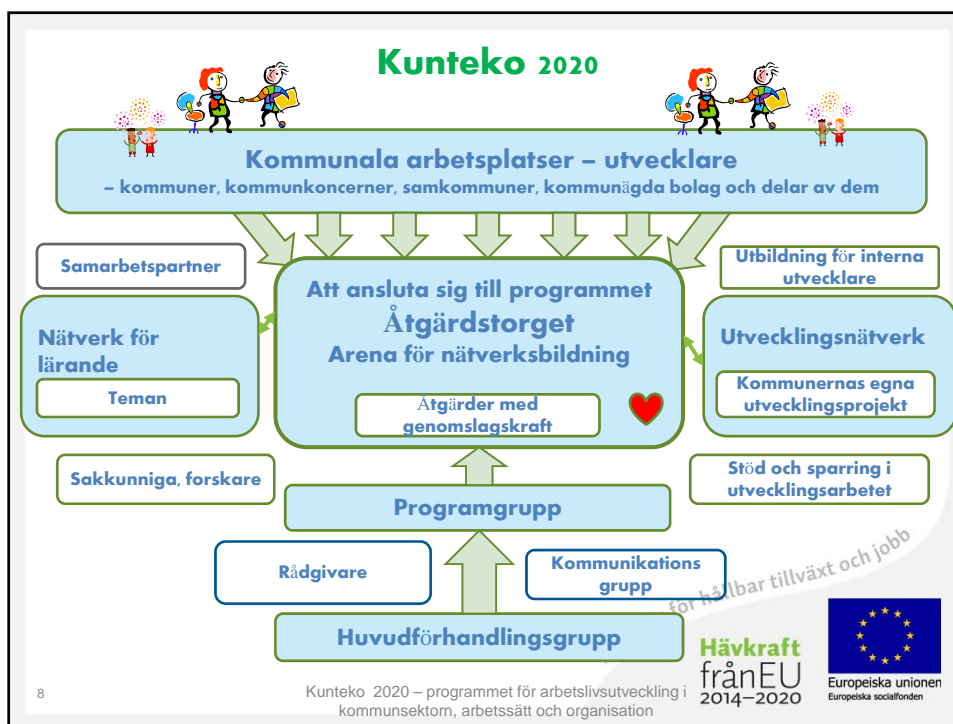 Kunteko 2020
Kommunala arbetsplatser – utvecklare
– kommuner, kommunkoncerner, samkommuner, kommunägda bolag och delar av dem
Samarbetspartner
Utbildning för interna
utvecklare
Att ansluta sig till programmet
Åtgärdstorget
Arena för nätverksbildning
Åtgärder med
genomslagskraft
Nätverk för
lärande
Teman
Utvecklingsnätverk
Kommunernas egna
utvecklingsprojekt
Sakkunniga, forskare
Stöd och sparring i
utvecklingsarbetet
Programgrupp
Rådgivare
Kommunikations
grupp
för hållbar tillväxt och jobb
Huvudförhandlingsgrupp
Hävkraft
frånEU
2014–2020
Europeiska unionen
Europeiska socialfonden
8
Kunteko 2020 – programmet för arbetslivsutveckling i
kommunsektorn, arbetssätt och organisation